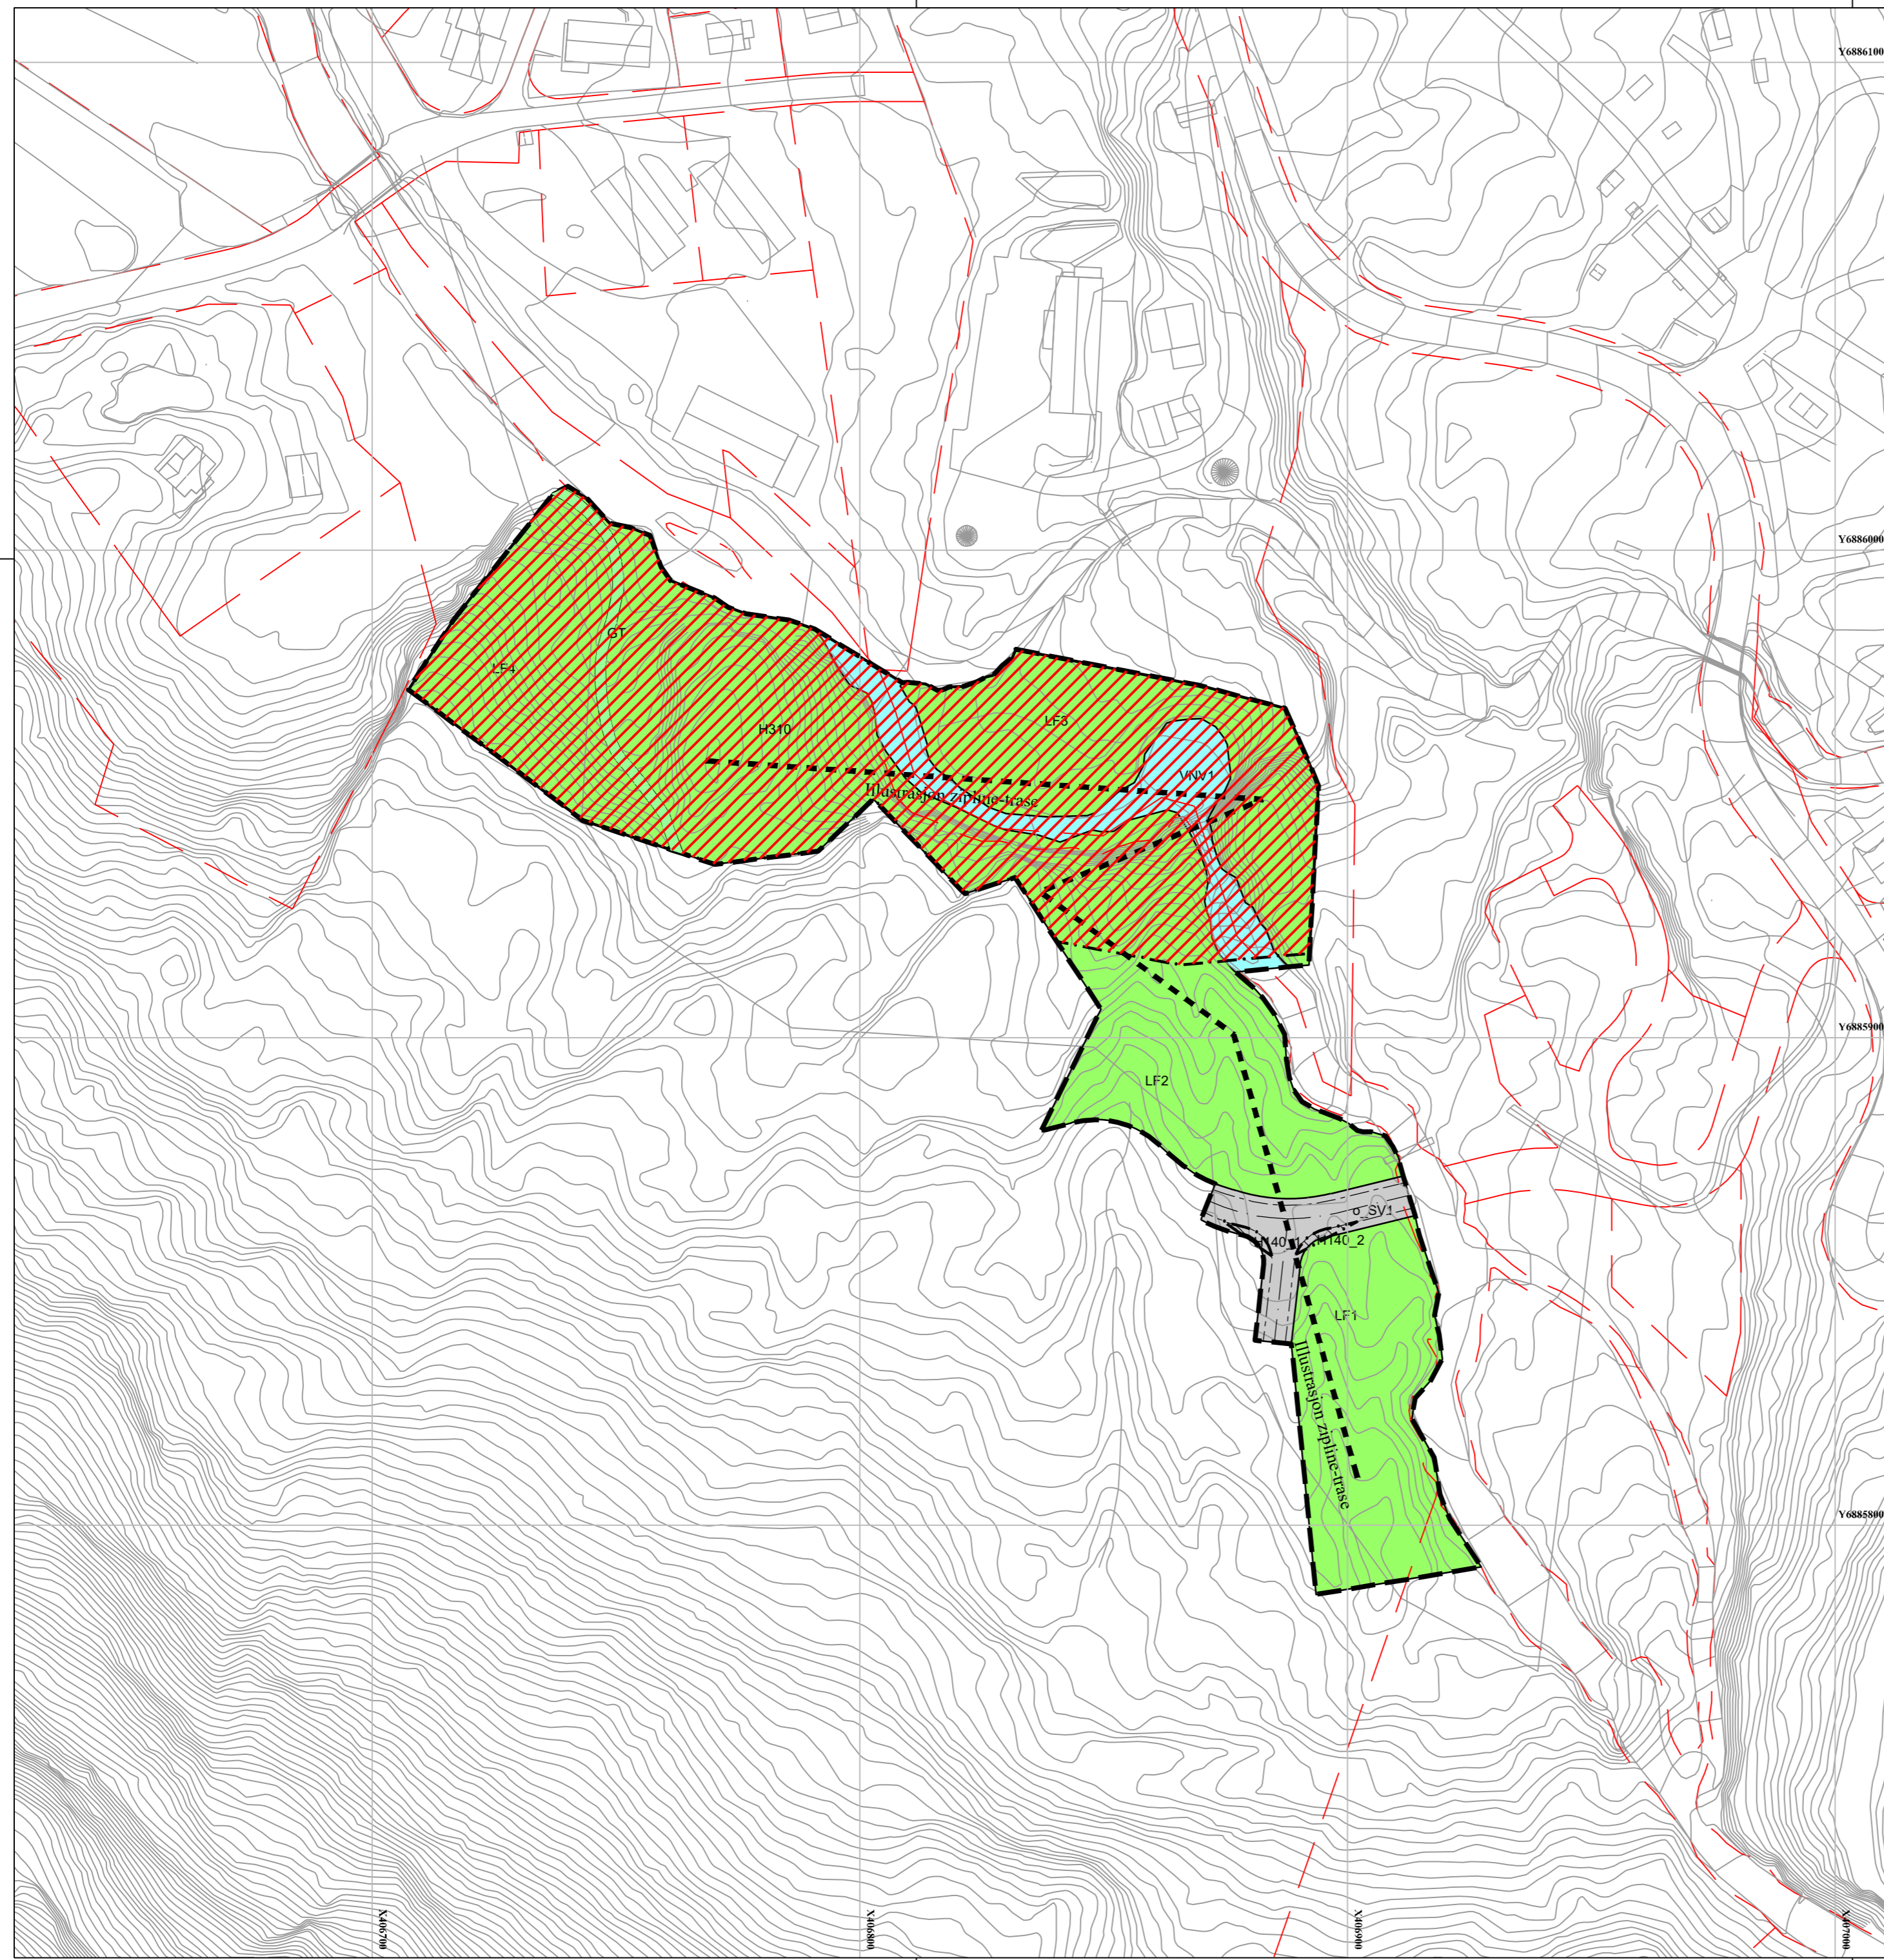 Y6886100
Y6886000
GT
LF4
LF3
H310
VNV1
Illustrasjon zipline-trase
Y6885900
LF2
o_SV1
H140_1
H140_2
LF1
Illustrasjon zipline-trase
Y6885800
X406700
X406800
X406900
X407000